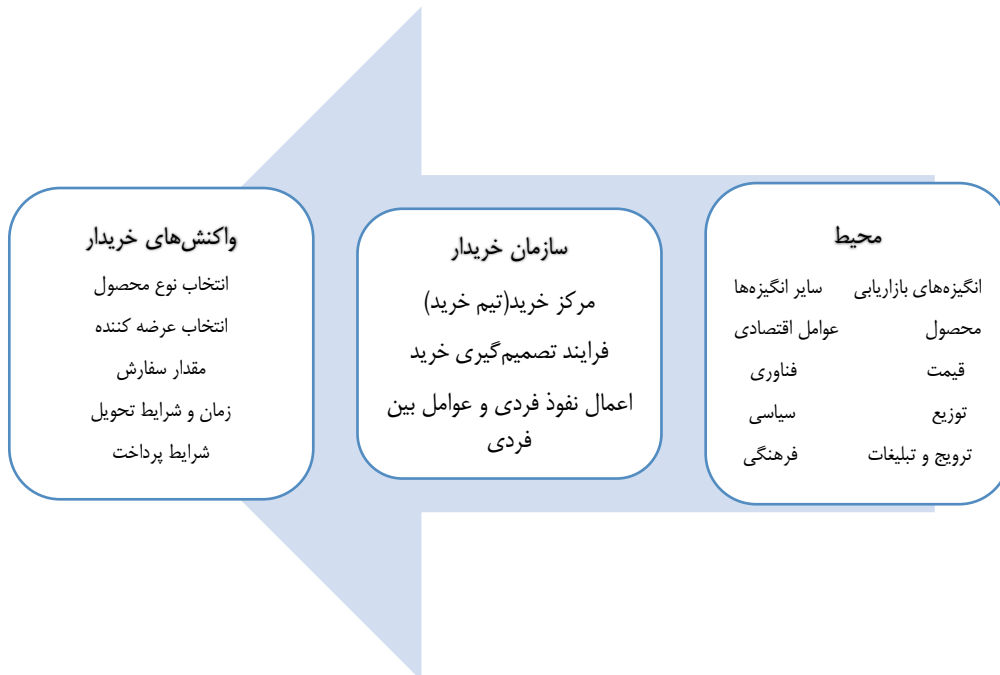 محیط
انگیزه‌های بازاریابی سایر انگیزه‌ها
محصول عوامل اقتصادی
قیمت فناوری
توزیع سیاسی
ترویج و تبلیغات فرهنگی
سازمان خریدار
مرکز خرید(تیم خرید)
فرایند تصمیم‌گیری خرید
اعمال نفوذ فردی و عوامل بین
فردی
واکنش‌های خریدار
انتخاب نوع محصول
انتخاب عرضه کننده
مقدار سفارش
زمان و شرایط تحویل
شرایط پرداخت